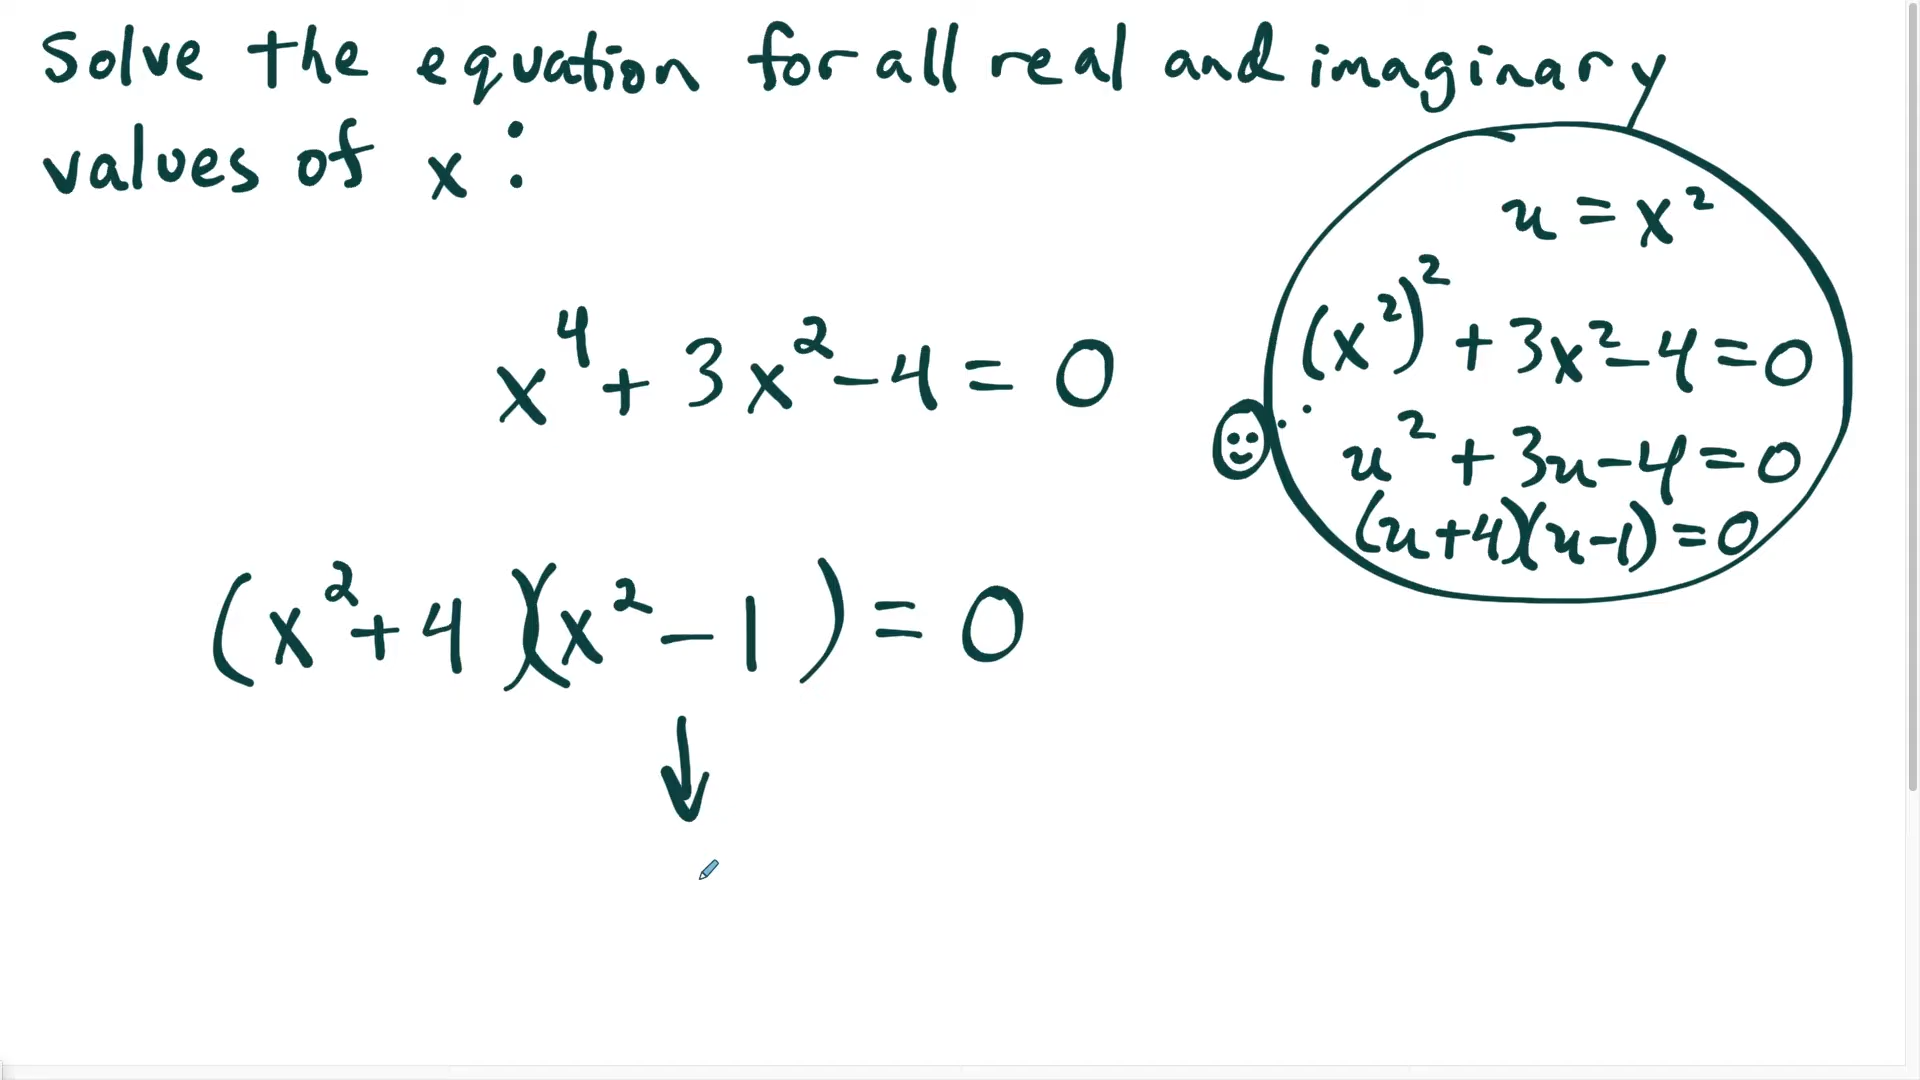 Solve the equation for all real and imaginary
values of x :
x⁴ + 3x² - 4 = 0
(x² + 4)(x² - 1) = 0
u = x²
(x²)² + 3x² - 4 = 0
u² + 3u - 4 = 0
(u + 4)(u - 1) = 0